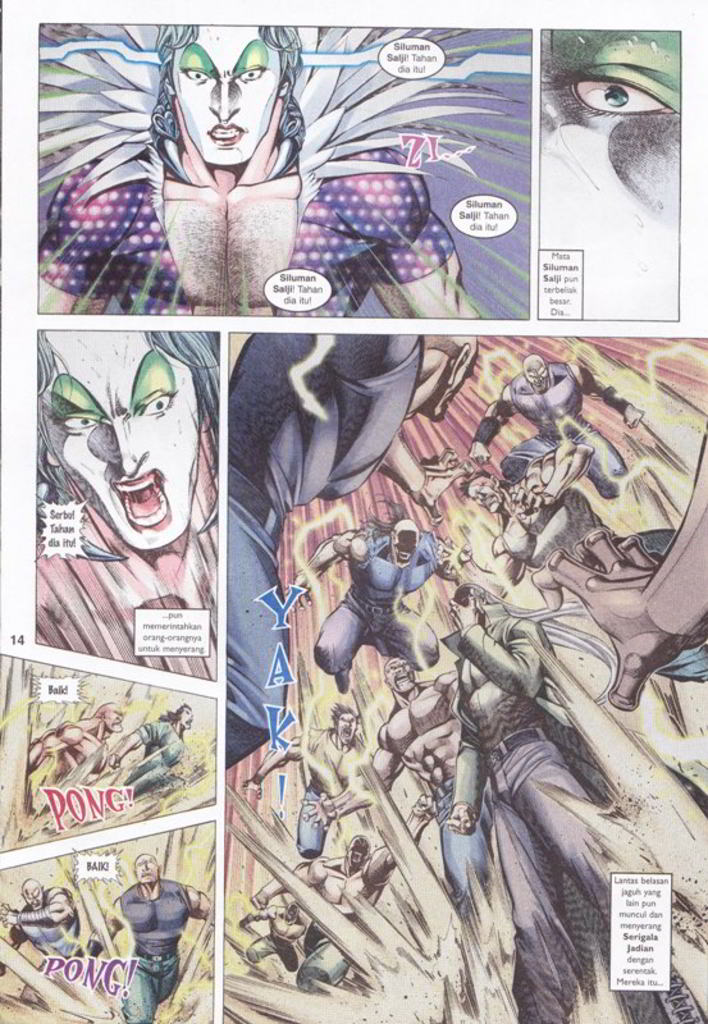 Siluman
Salji! Tahan
dia itu!
ZI...
Siluman
Salji! Tahan
dia itu!
Siluman
Salji! Tahan
dia itu!
Mata
Siluman
Salji pun
terbeliak
besar.
Dia...
Serbu!
Tahan
dia itu!
...pun
memerintahkan
orang-orangnya
untuk menyerang.
YAK!
14
Baik!
PONG!
BAIK!
PONG!
Lantas belasan
jaguh yang
lain pun
muncul dan
menyerang
Serigala
Jadian
dengan
serentak.
Mereka itu...